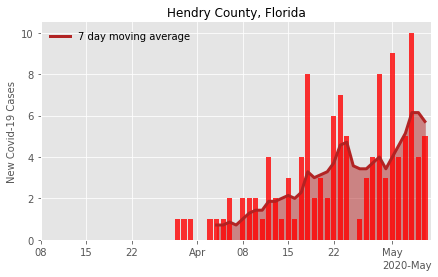 Hendry County, Florida
7 day moving average
New Covid-19 Cases
10
8
6
4
2
0
08 15 22 Apr 08 15 22 May
2020-May